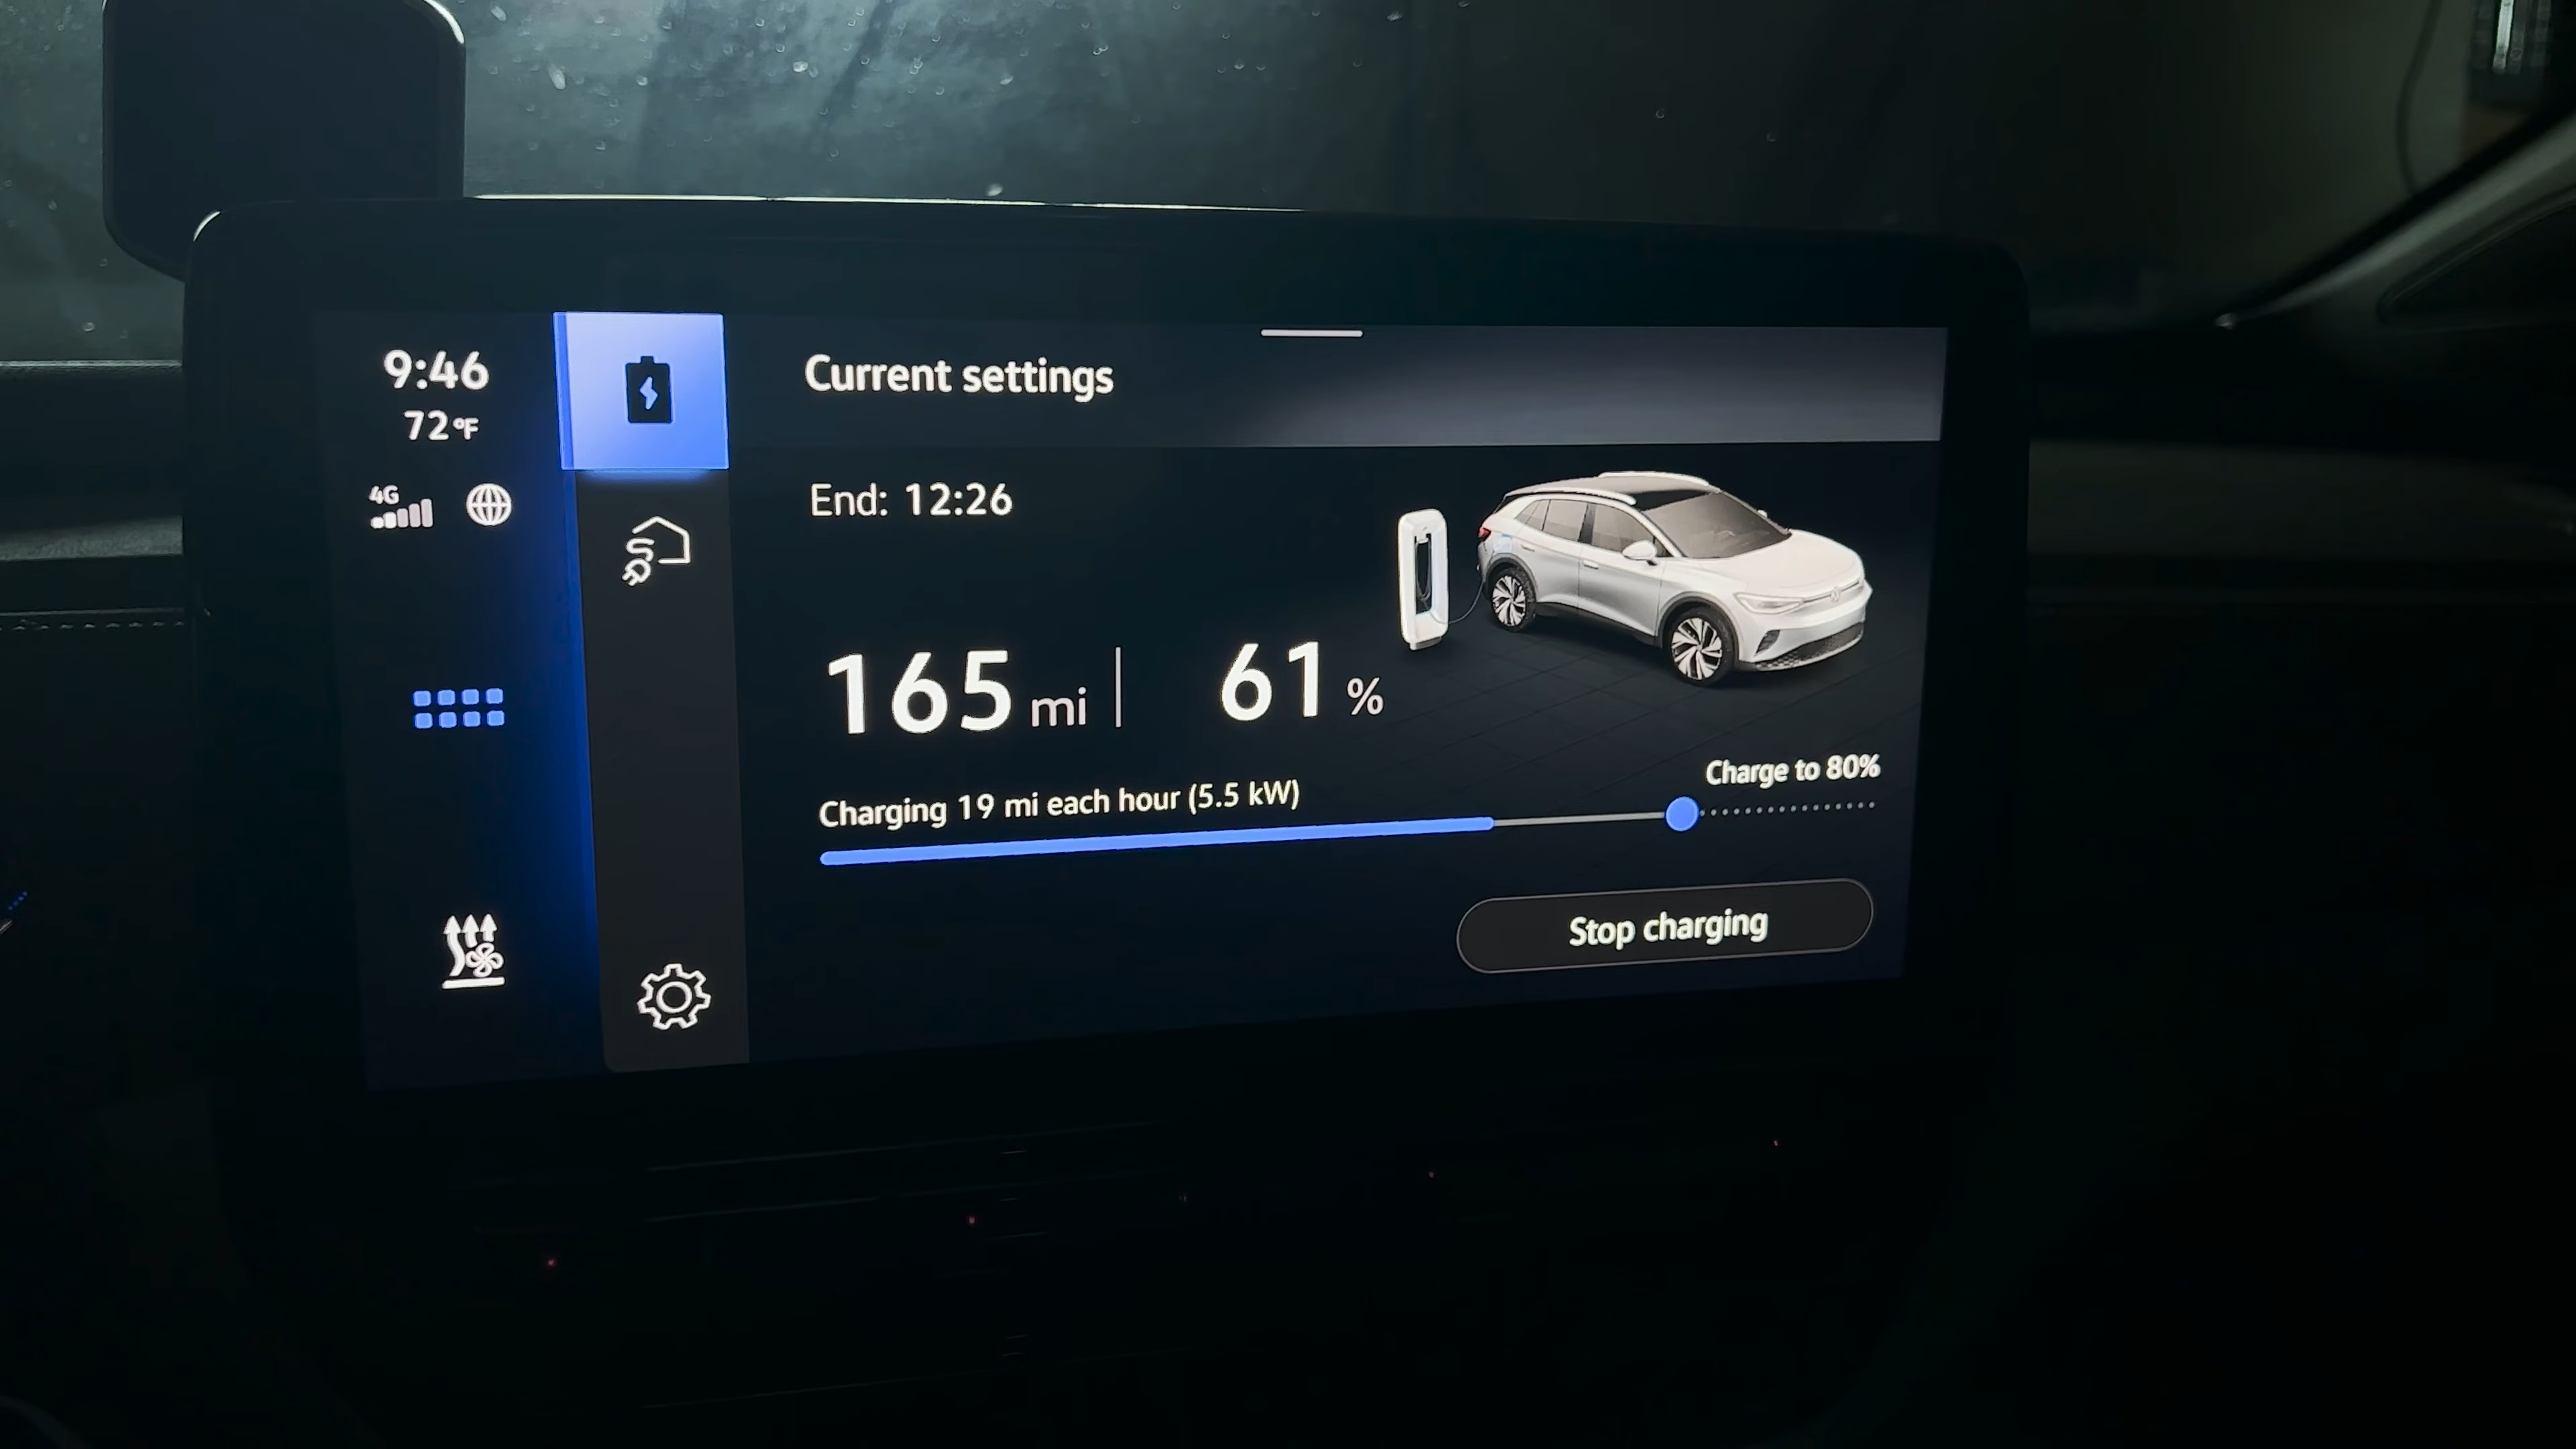 9:46
72°F
4G
Current settings
End: 12:26
165 mi | 61 %
Charging 19 mi each hour (5.5 kW)
Charge to 80%
Stop charging